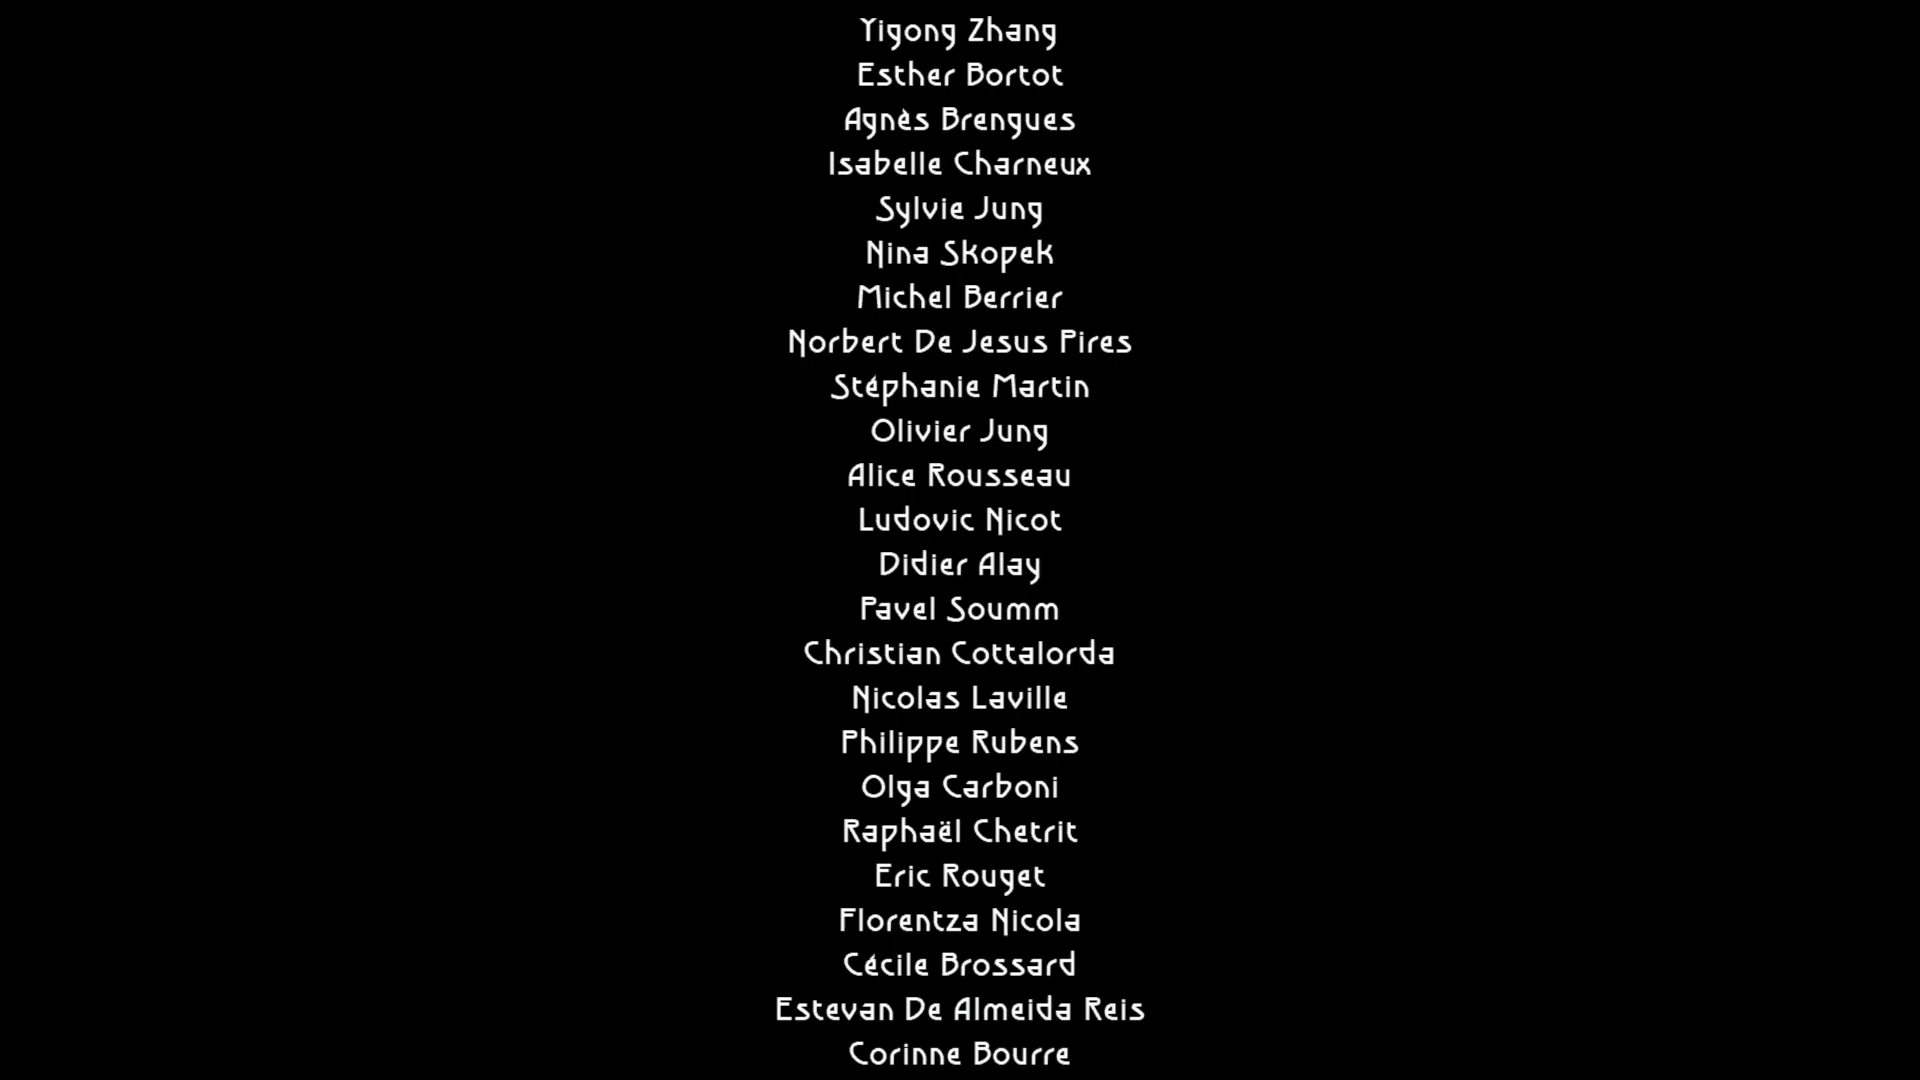 Yigong Zhang
Esther Bortot
Agnès Brengues
Isabelle Charneux
Sylvie Jung
Nina Skopek
Michel Berrier
Norbert De Jesus Pires
Stéphanie Martin
Olivier Jung
Alice Rousseau
Ludovic Nicot
Didier Alay
Pavel Soumm
Christian Cottalorda
Nicolas Laville
Philippe Rubens
Olga Carboni
Raphaël Chetrit
Eric Rouget
Florentza Nicola
Cécile Brossard
Estevan De Almeida Reis
Corinne Bourre